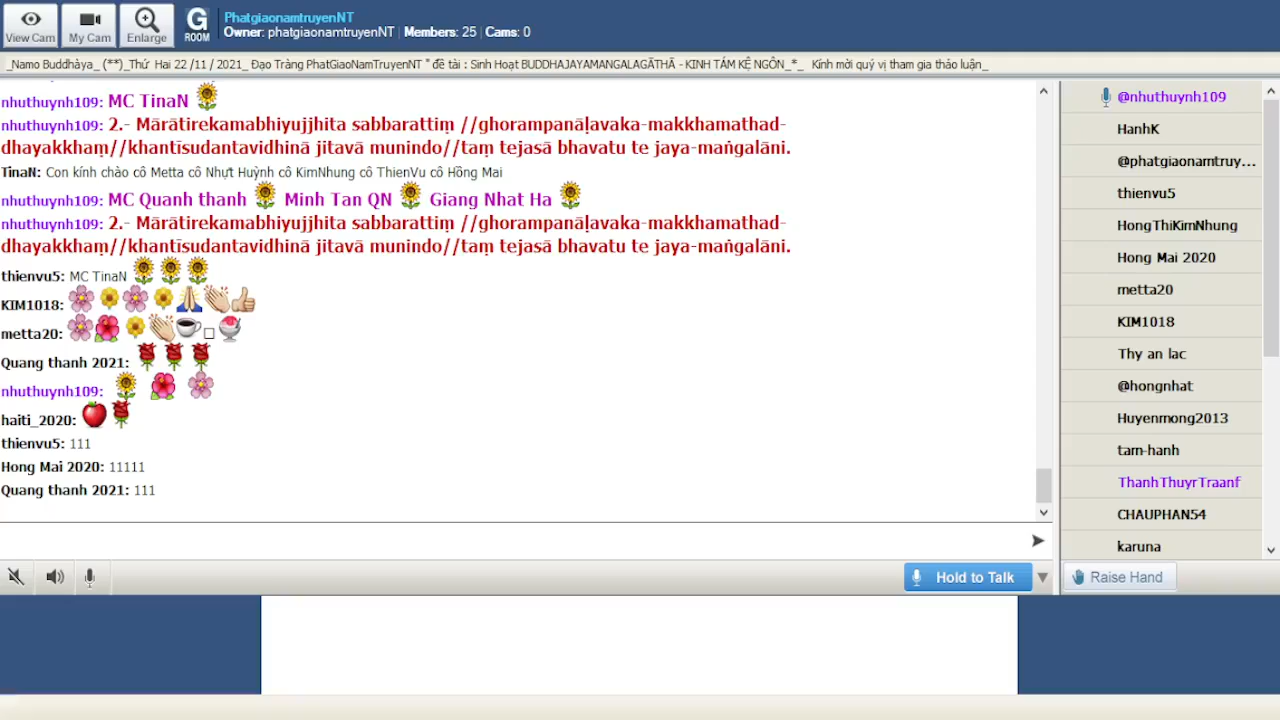 View Cam
My Cam
Enlarge
G
ROOM
PhatgiaonamtruyenNT
Owner: phatgiaonamtruyenNT | Members: 25 | Cams: 0
_Namo Buddhàya_ (**)_Thứ Hai 22 /11 / 2021_ Đạo Tràng PhatGiaoNamTruyenNT " đề tài : Sinh Hoạt BUDDHAJAYAMANGALAGĀTHĀ - KINH TÁM KỆ NGÔN_*_ Kính mời quý vị tham gia thảo luận_
nhuthuynh109: MC TinaN
nhuthuynh109: 2.- Mārātirekamabhiyujjhita sabbarattiṃ //ghorampanāḷavaka-makkhamathad-
dhayakkhaṃ//khantīsudantavidhinā jitavā munindo//taṃ tejasā bhavatu te jaya-maṅgalāni.
TinaN: Con kính chào cô Metta cô Nhựt Huỳnh cô KimNhung cô ThienVu cô Hồng Mai
nhuthuynh109: MC Quanh thanh Minh Tan QN Giang Nhat Ha
nhuthuynh109: 2.- Mārātirekamabhiyujjhita sabbarattiṃ //ghorampanāḷavaka-makkhamathad-
dhayakkhaṃ//khantīsudantavidhinā jitavā munindo//taṃ tejasā bhavatu te jaya-maṅgalāni.
thienvu5: MC TinaN
KIM1018:
metta20:
Quang thanh 2021:
nhuthuynh109:
haiti_2020:
thienvu5: 111
Hong Mai 2020: 11111
Quang thanh 2021: 111
Hold to Talk
@nhuthuynh109
HanhK
@phatgiaonamtruy...
thienvu5
HongThiKimNhung
Hong Mai 2020
metta20
KIM1018
Thy an lac
@hongnhat
Huyenmong2013
tam-hanh
ThanhThuyrTraanf
CHAUPHAN54
karuna
Raise Hand